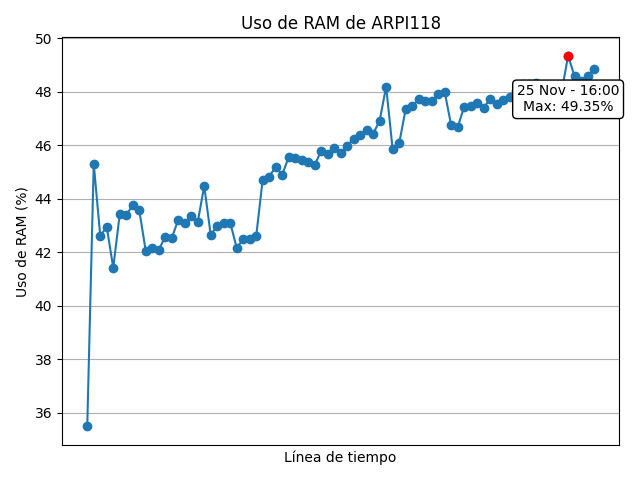 Uso de RAM de ARPI118
50
48
46
44
42
40
38
36
Uso de RAM (%)
25 Nov - 16:00
Max: 49.35%
Línea de tiempo